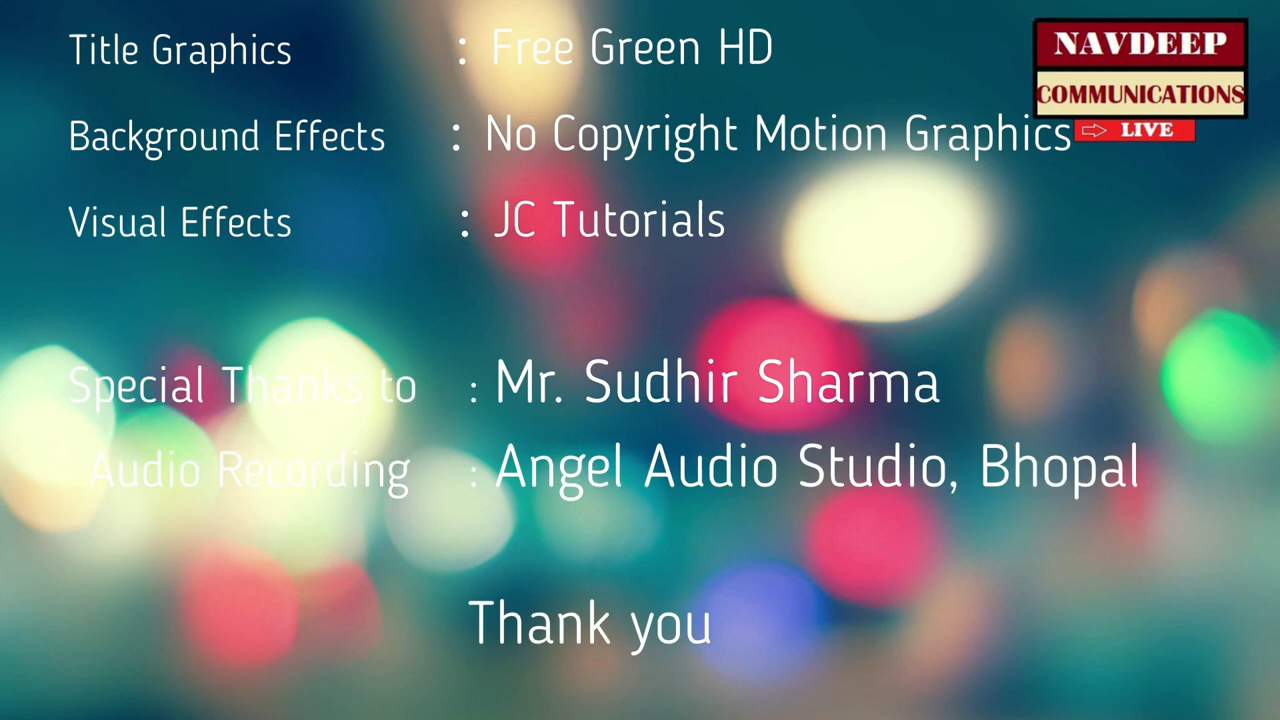 Title Graphics : Free Green HD
NAVDEEP
COMMUNICATIONS
LIVE
Background Effects : No Copyright Motion Graphics
Visual Effects : JC Tutorials
Special Thanks to : Mr. Sudhir Sharma
Audio Recording : Angel Audio Studio, Bhopal
Thank you